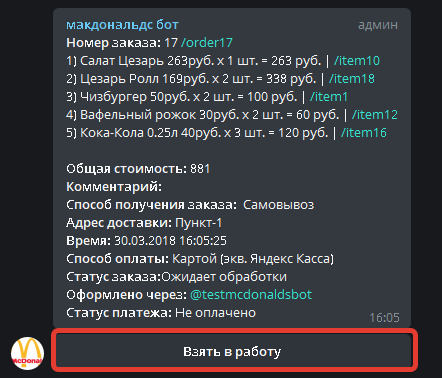 макдональдс бот админ
Номер заказа: 17 /order17
1) Салат Цезарь 263руб. x 1 шт. = 263 руб. | /item10
2) Цезарь Ролл 169руб. x 2 шт. = 338 руб. | /item18
3) Чизбургер 50руб. x 2 шт. = 100 руб. | /item1
4) Вафельный рожок 30руб. x 2 шт. = 60 руб. | /item12
5) Кока-Кола 0.25л 40руб. x 3 шт. = 120 руб. | /item16
Общая стоимость: 881
Комментарий:
Способ получения заказа: Самовывоз
Адрес доставки: Пункт-1
Время: 30.03.2018 16:05:25
Способ оплаты: Картой (экв. Яндекс Касса)
Статус заказа:Ожидает обработки
Оформлено через: @testmcdonaldsbot
Статус платежа: Не оплачено
16:05
Взять в работу
McDonal